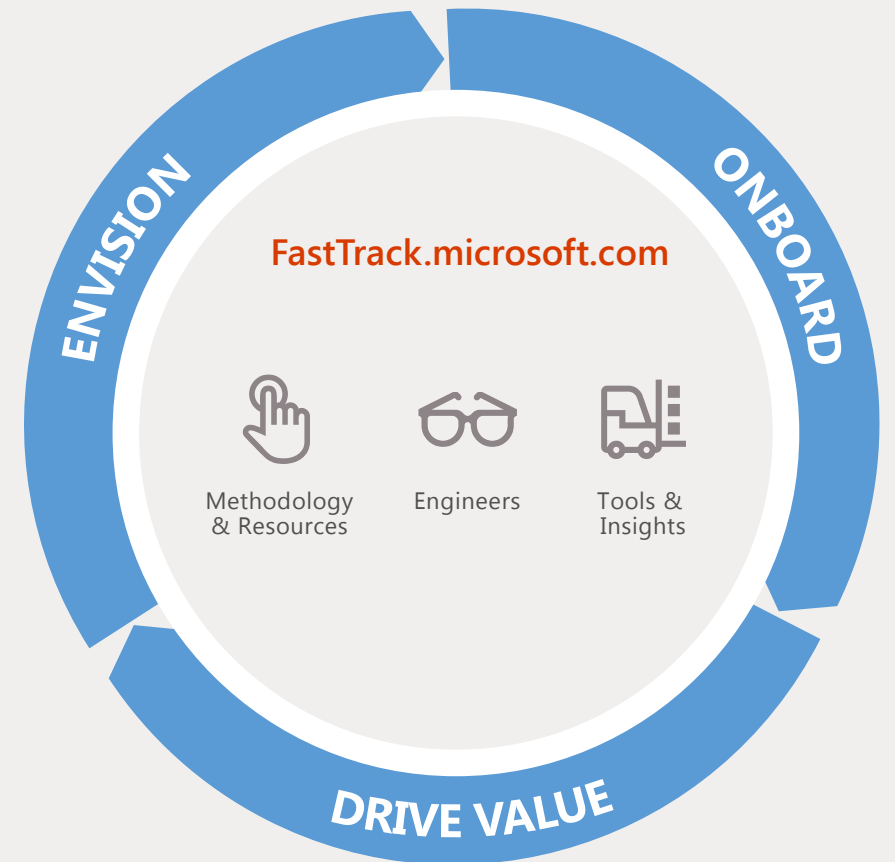 ENVISION
ONBOARD
FastTrack.microsoft.com
Methodology
& Resources
Engineers
Tools &
Insights
DRIVE VALUE